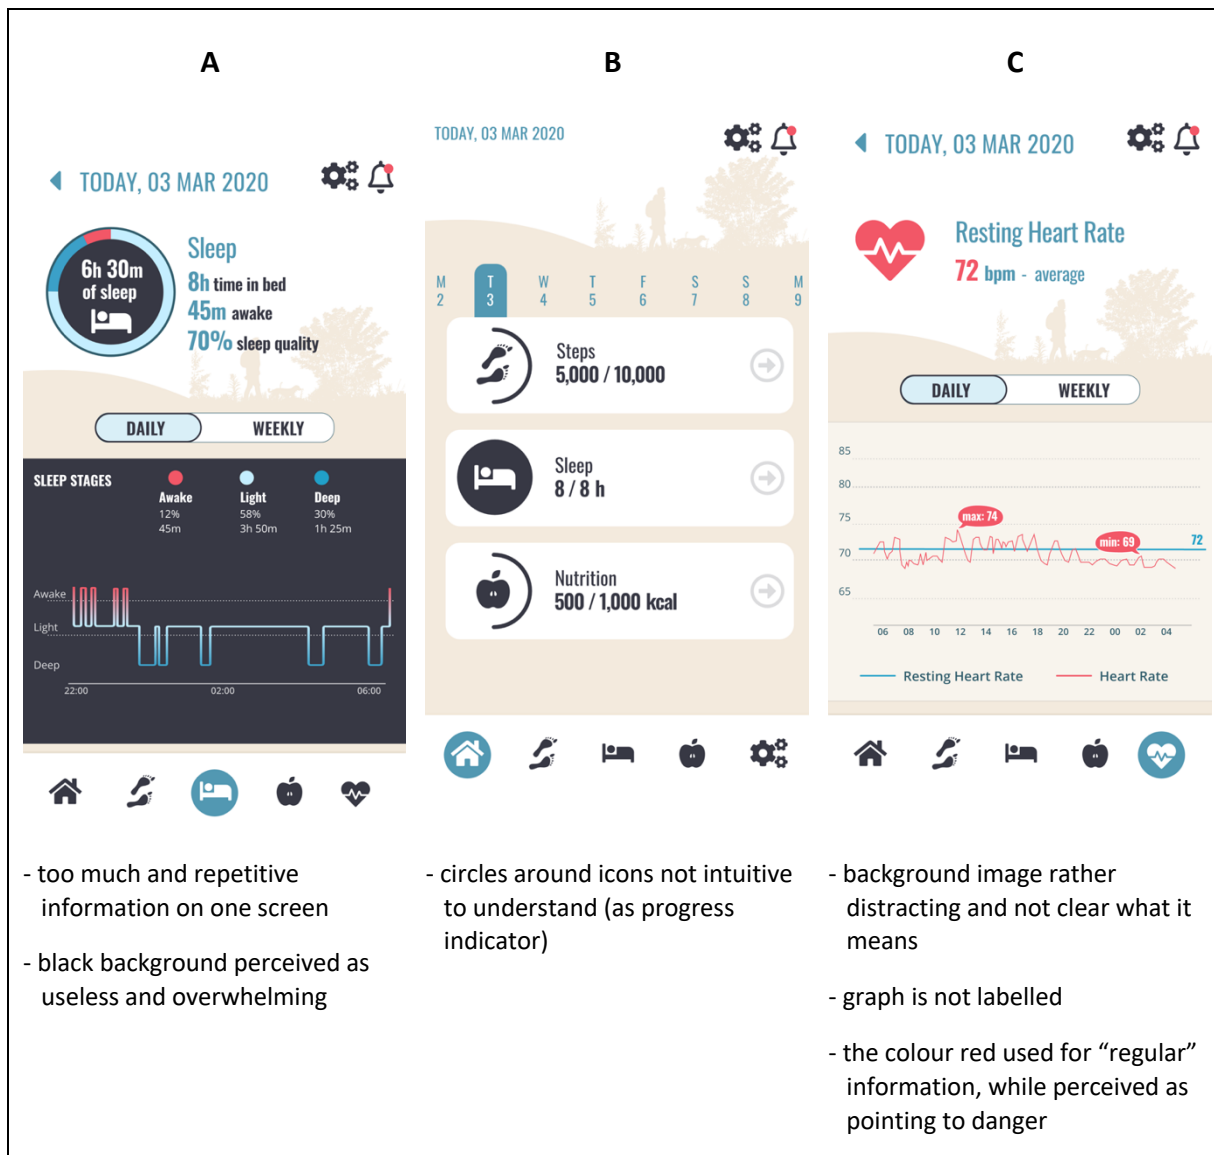 A
TODAY, 03 MAR 2020
6h 30m
of sleep
Sleep
8h time in bed
45m awake
70% sleep quality
DAILY WEEKLY
SLEEP STAGES
Awake Light Deep
12% 58% 30%
45m 3h 50m 1h 25m
Awake
Light
Deep
22:00 02:00 06:00
- too much and repetitive
information on one screen
- black background perceived as
useless and overwhelming
B
TODAY, 03 MAR 2020
M T W T F S S M
2 3 4 5 6 7 8 9
Steps
5,000 / 10,000
Sleep
8 / 8 h
Nutrition
500 / 1,000 kcal
- circles around icons not intuitive
to understand (as progress
indicator)
C
TODAY, 03 MAR 2020
Resting Heart Rate
72 bpm - average
DAILY WEEKLY
85
80
75
max: 74
min: 69
72
70
65
06 08 10 12 14 16 18 20 22 00 02 04
Resting Heart Rate Heart Rate
- background image rather
distracting and not clear what it
means
- graph is not labelled
- the colour red used for “regular”
information, while perceived as
pointing to danger